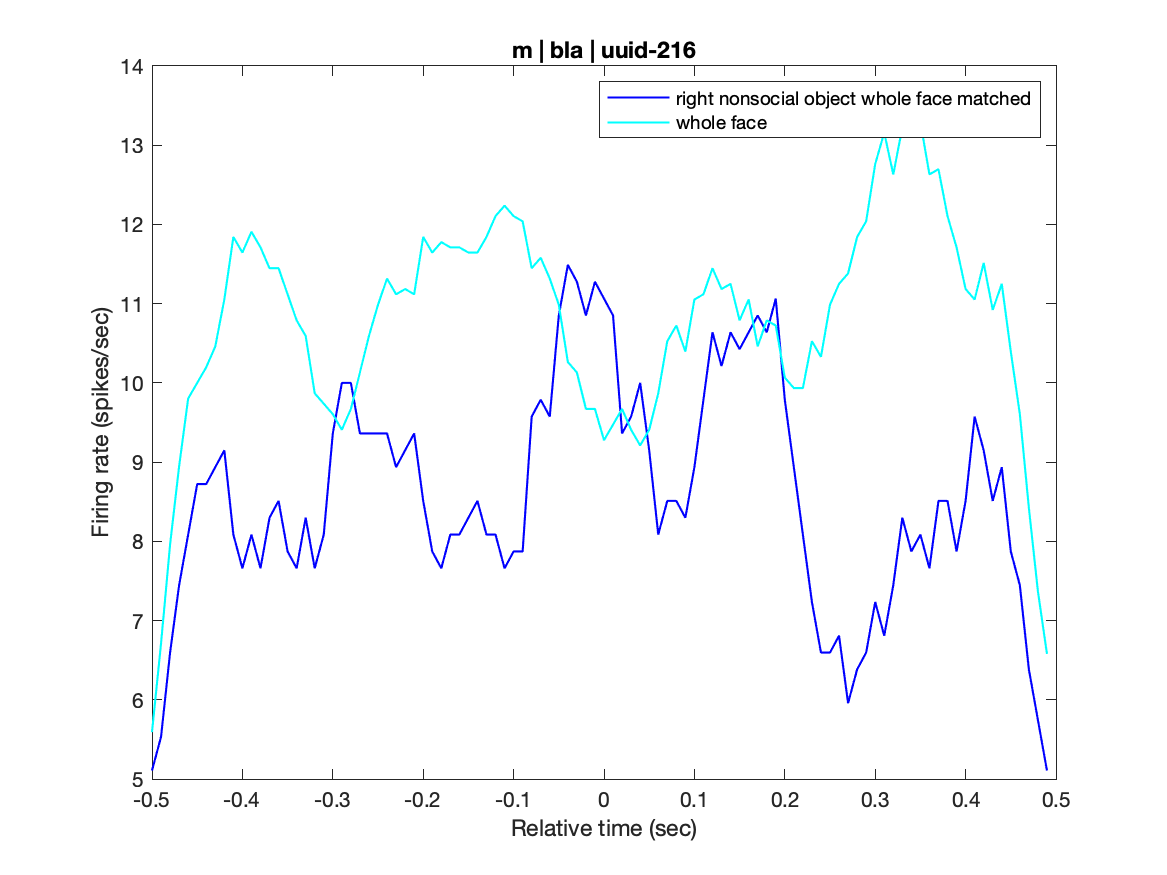 m | bla | uuid-216
14
13
12
11
10
9
8
7
6
5
Firing rate (spikes/sec)
right nonsocial object whole face matched
whole face
-0.5 -0.4 -0.3 -0.2 -0.1 0 0.1 0.2 0.3 0.4 0.5
Relative time (sec)